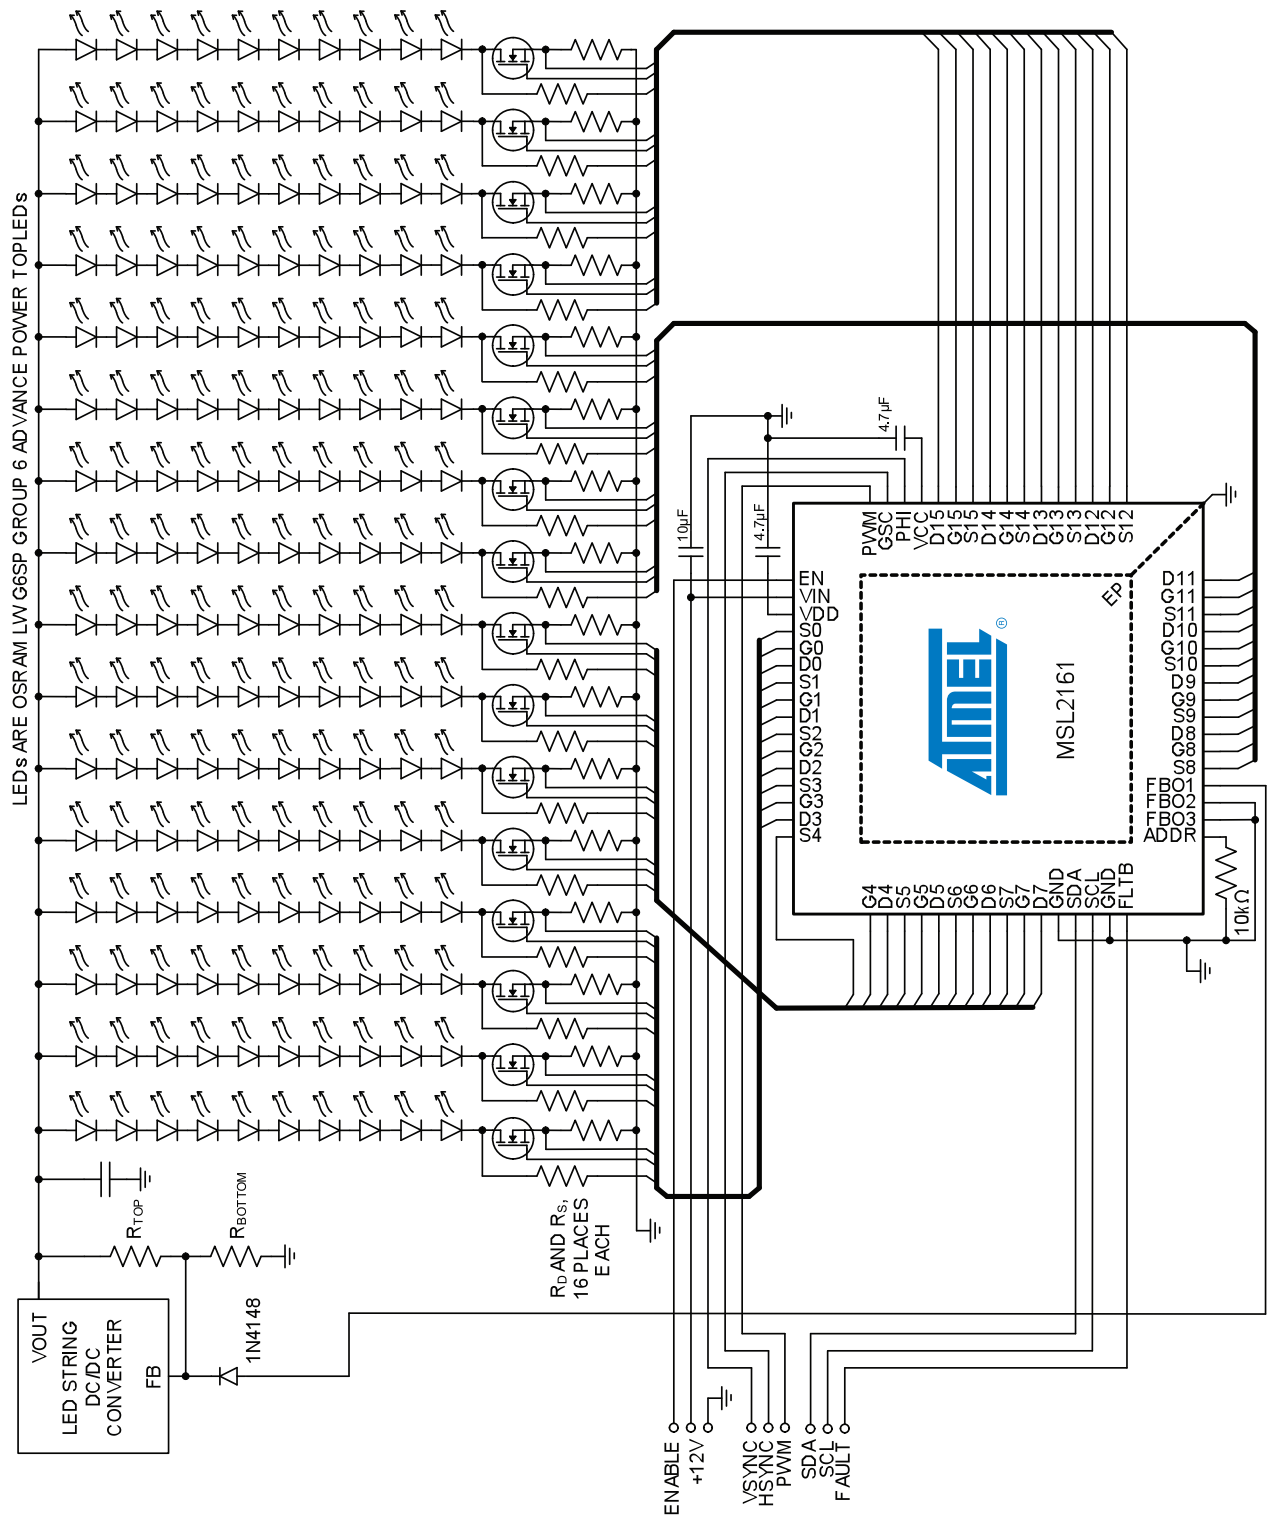 LEDs ARE OSRAM LW G6SP GROUP 6 ADVANCE POWER TOPLEDs
4.7µF
10µF
4.7µF
PWM
GSC
PHI
VCC
D15
G15
S15
D14
G14
S14
D13
G13
S13
D12
G12
S12
EN
VIN
VDD
S0
G0
D0
S1
G1
D1
S2
G2
D2
S3
G3
D3
S4
EP
ATMEL
®
MSL2161
D11
G11
S11
D10
G10
S10
D9
G9
S9
D8
G8
S8
FBO1
FBO2
FBO3
ADDR
G4
D4
S5
G5
D5
S6
G6
D6
S7
G7
D7
GND
SDA
SCL
GND
FLTB
10kΩ
RTOP
RBOTTOM
RD AND RS,
16 PLACES
EACH
VOUT
LED STRING
DC/DC
CONVERTER
FB
1N4148
ENABLE
+12V
VSYNC
HSYNC
PWM
SDA
SCL
FAULT